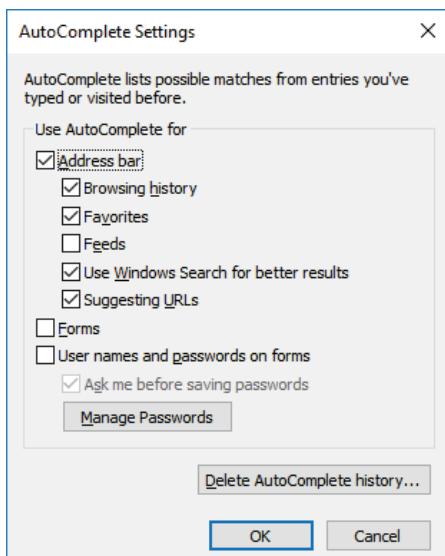 AutoComplete Settings
AutoComplete lists possible matches from entries you've
typed or visited before.
Use AutoComplete for
Address bar
Browsing history
Favorites
Feeds
Use Windows Search for better results
Suggesting URLs
Forms
User names and passwords on forms
Ask me before saving passwords
Manage Passwords
Delete AutoComplete history...
OK Cancel